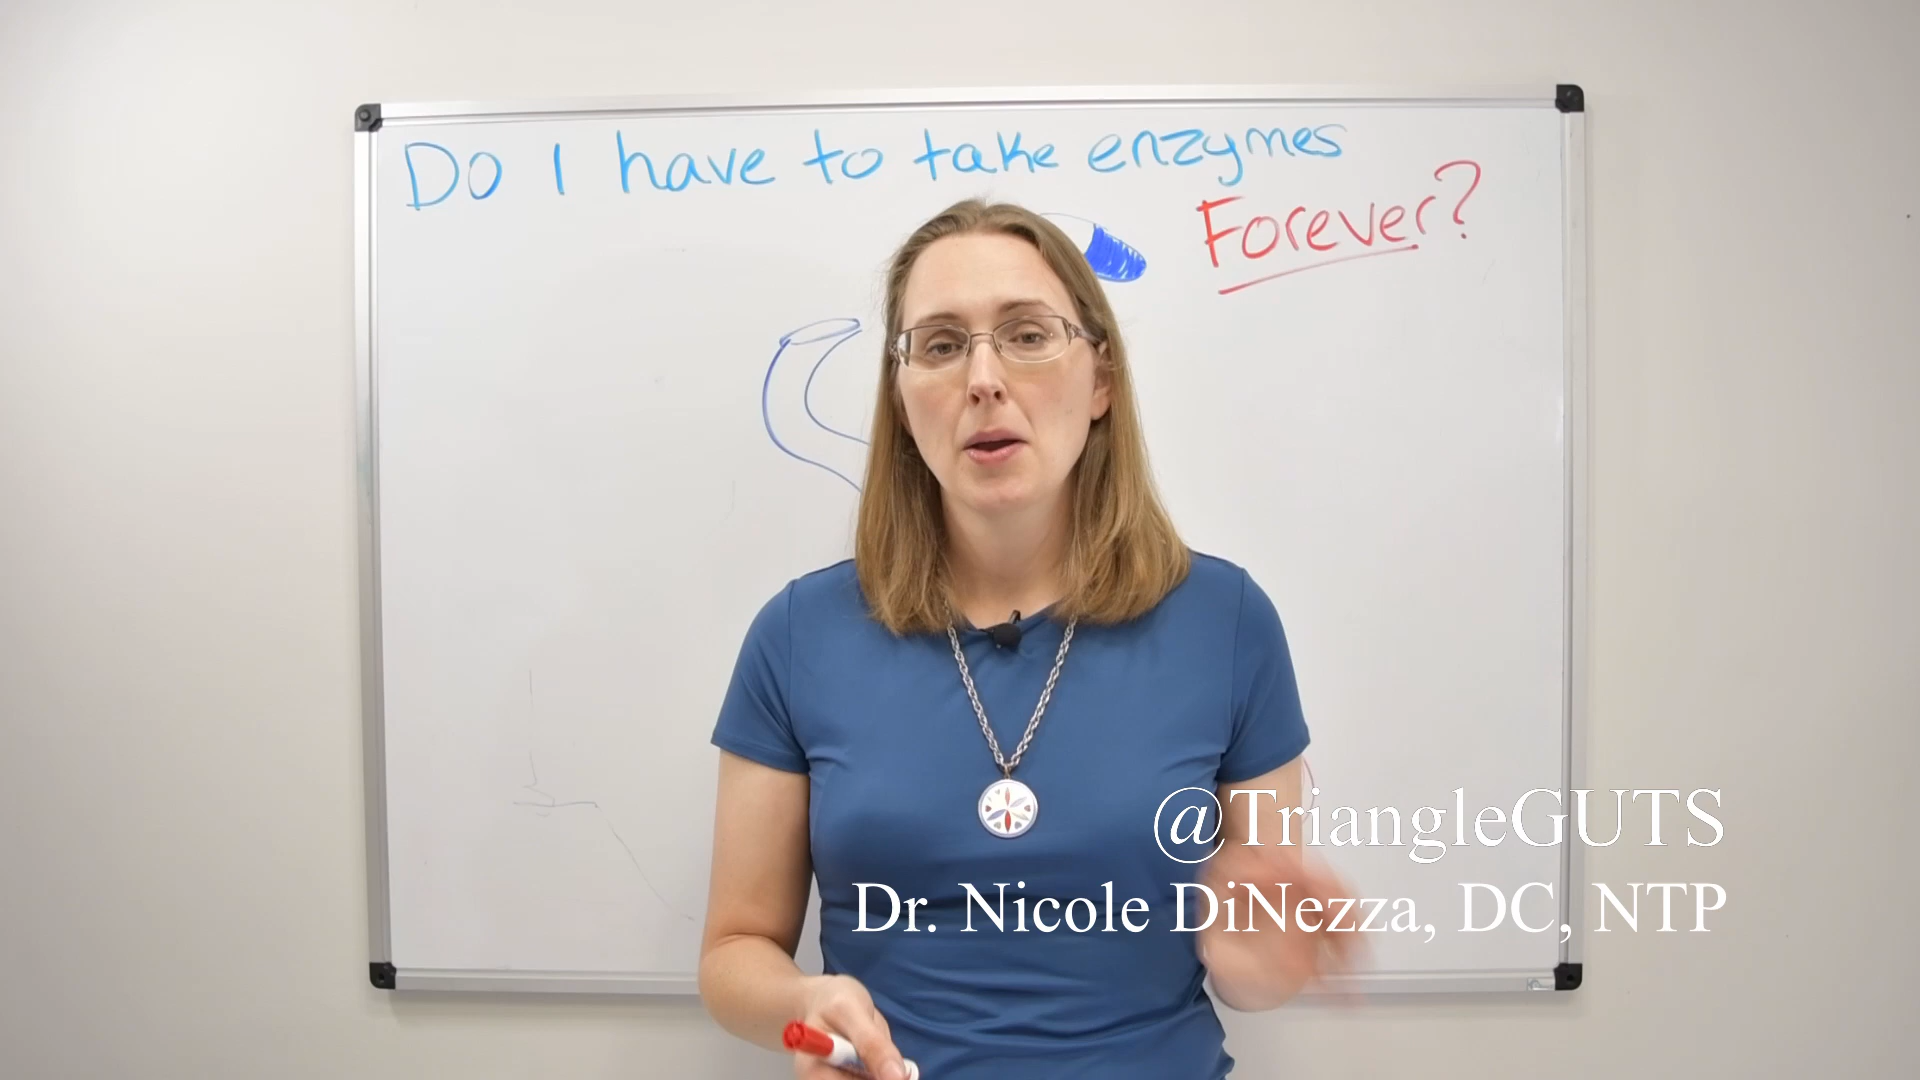 Do I have to take enzymes
Forever?
@TriangleGUTS
Dr. Nicole DiNezza, DC, NTP